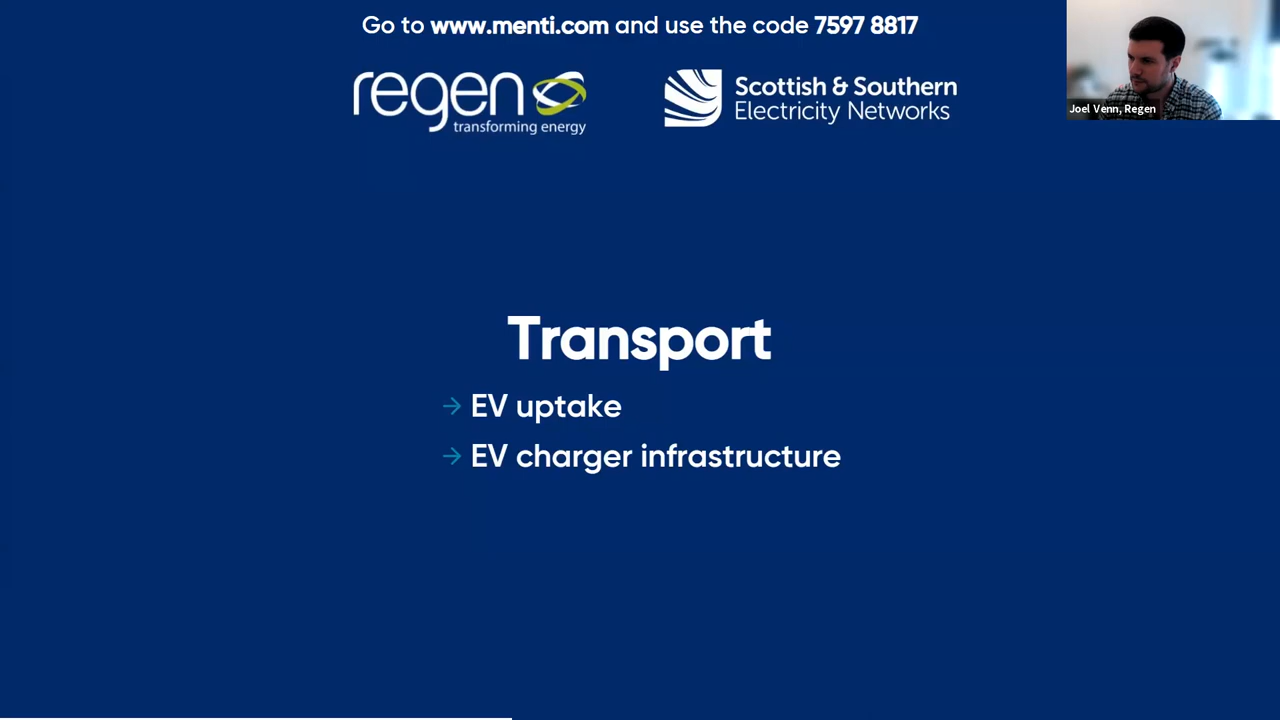 Go to www.menti.com and use the code 7597 8817
regen
transforming energy
Scottish & Southern
Electricity Networks
Joel Venn, Regen
Transport
→ EV uptake
→ EV charger infrastructure